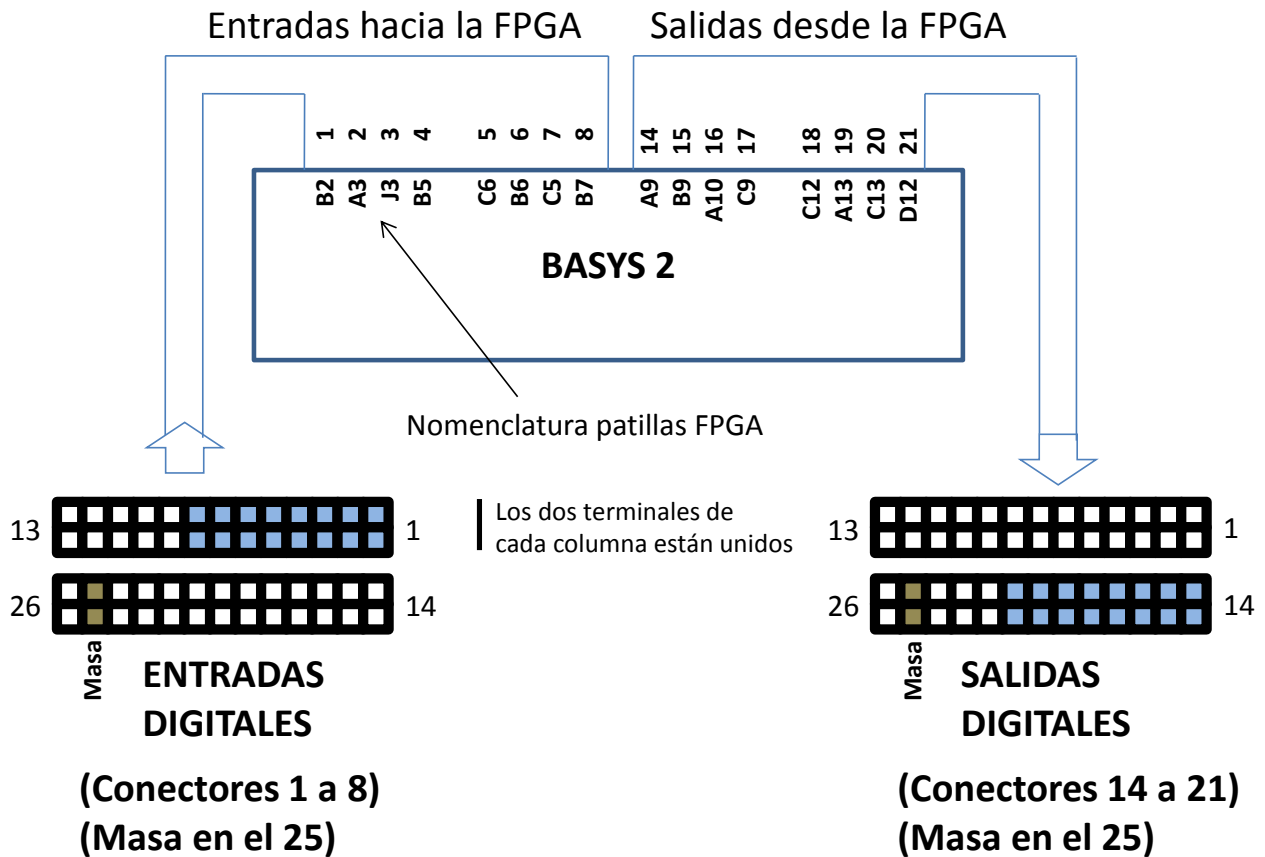 Entradas hacia la FPGA
Salidas desde la FPGA
1 2 3 4 5 6 7 8 14 15 16 17 18 19 20 21
B2 A3 J3 B5 C6 B6 C5 B7 A9 B9 A10 C9 C12 A13 C13 D12
BASYS 2
Nomenclatura patillas FPGA
13 1
26 14
Masa
ENTRADAS
DIGITALES
(Conectores 1 a 8)
(Masa en el 25)
Los dos terminales de
cada columna están unidos
13 1
26 14
Masa
SALIDAS
DIGITALES
(Conectores 14 a 21)
(Masa en el 25)